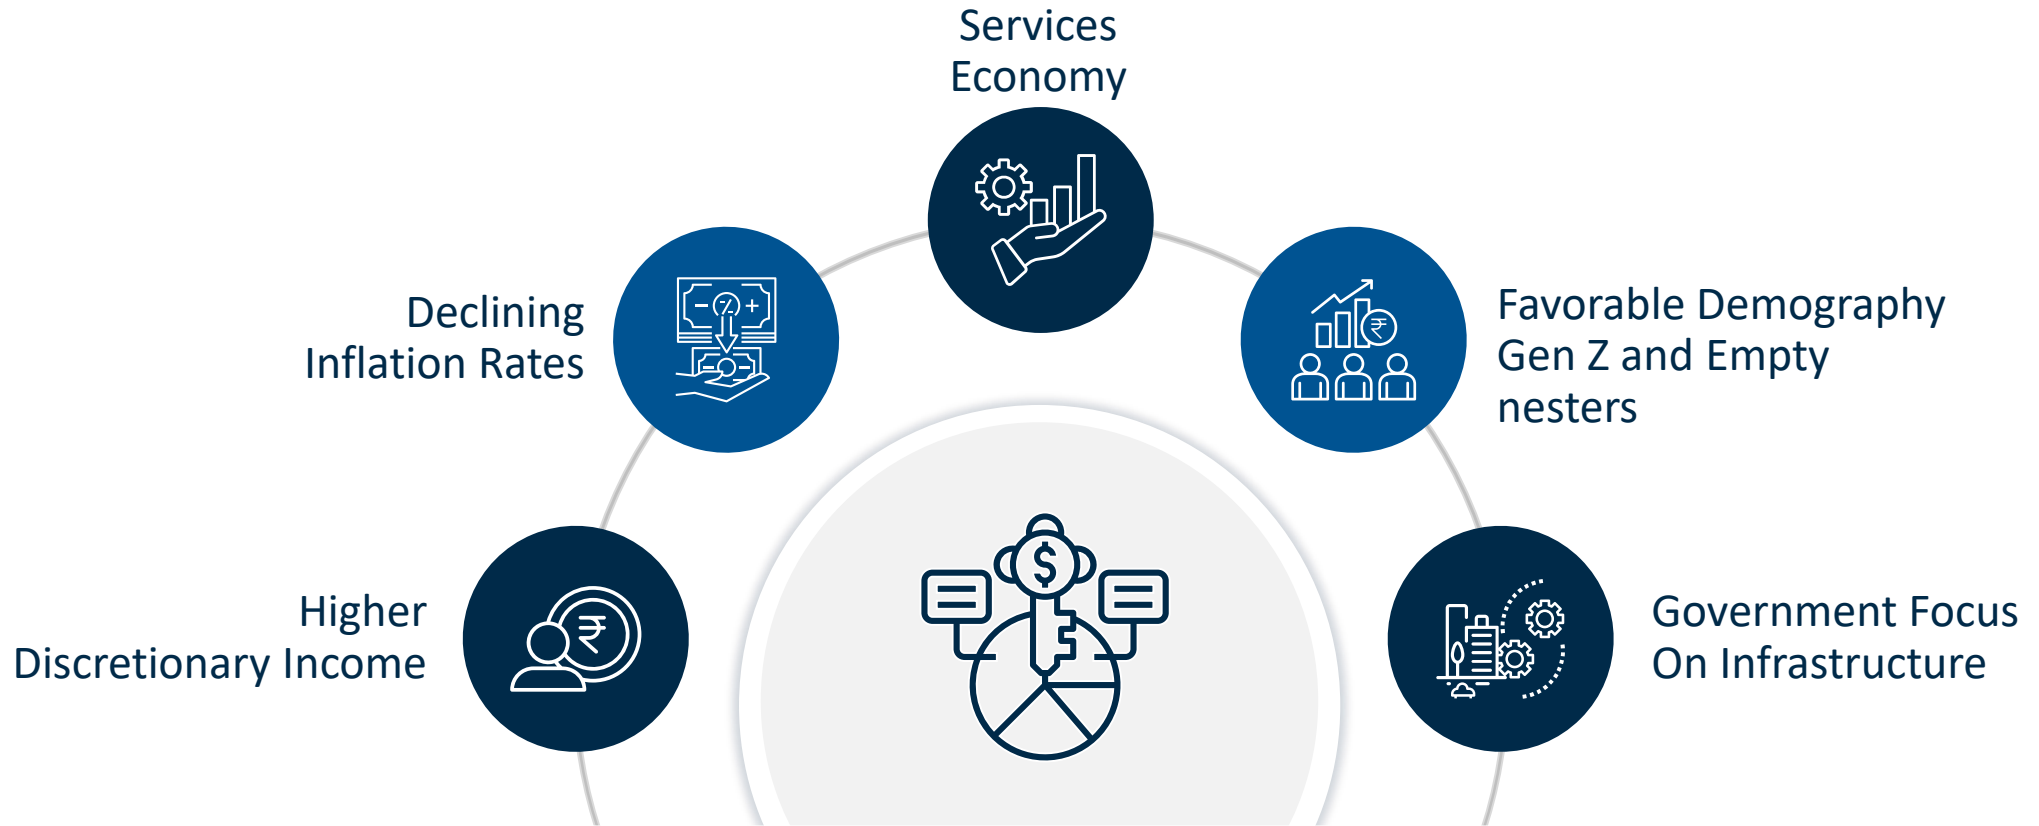 Services
Economy
Declining
Inflation Rates
Favorable Demography
Gen Z and Empty
nesters
Higher
Discretionary Income
Government Focus
On Infrastructure